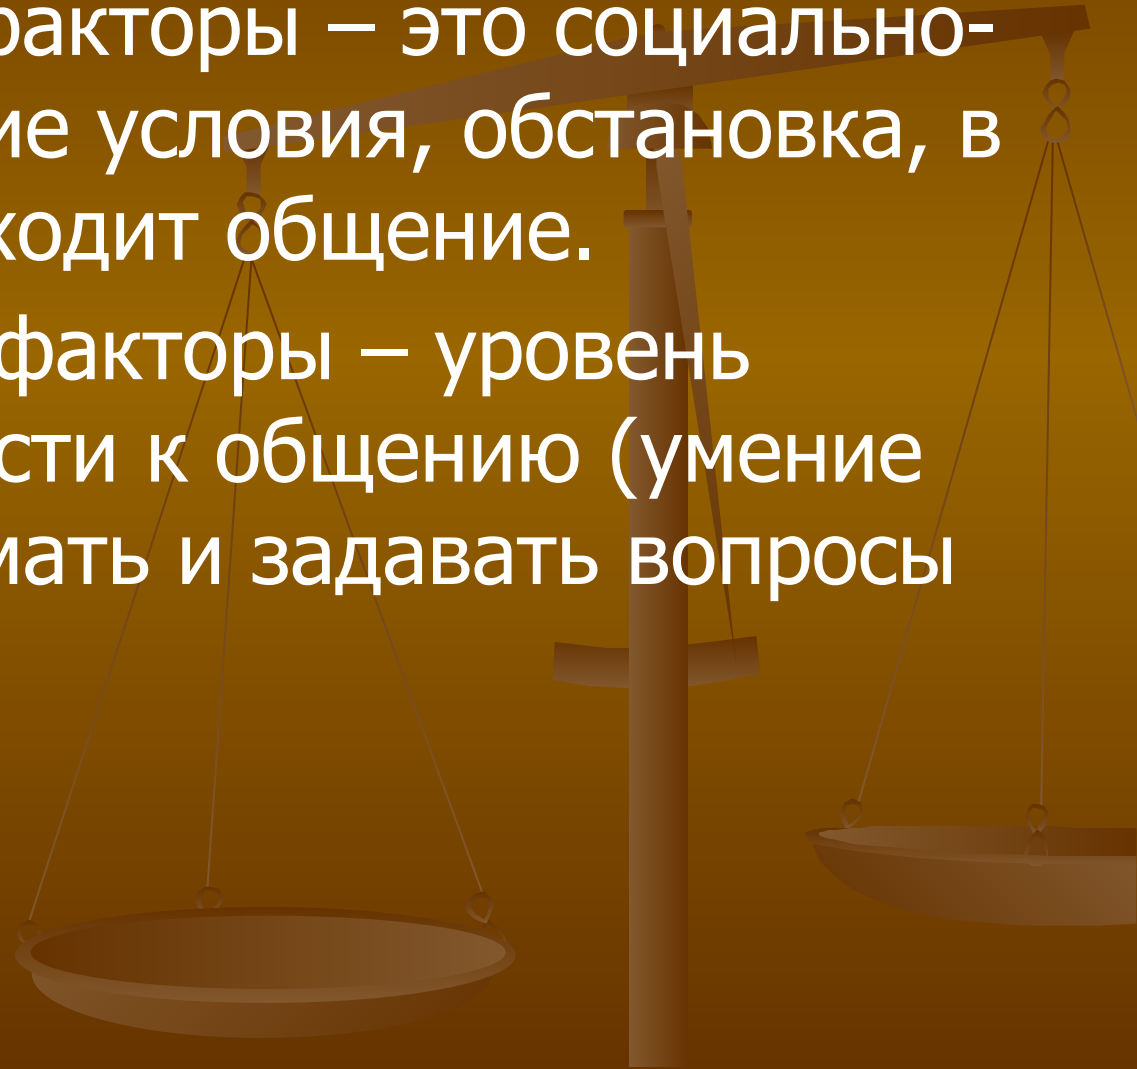 факторы – это социально-
ие условия, обстановка, в
ходит общение.
факторы – уровень
сти к общению (умение
мать и задавать вопросы